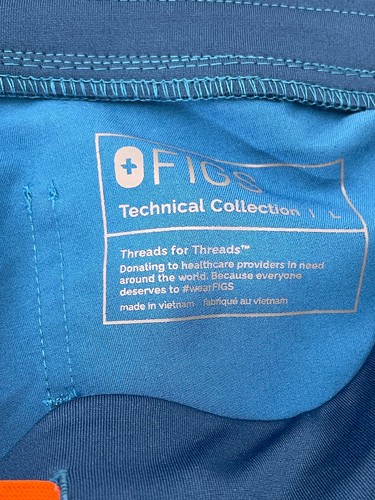 FIGS
Technical Collection | L
Threads for Threads™
Donating to healthcare providers in need
around the world. Because everyone
deserves to #wearFIGS
made in vietnam fabriqué au vietnam